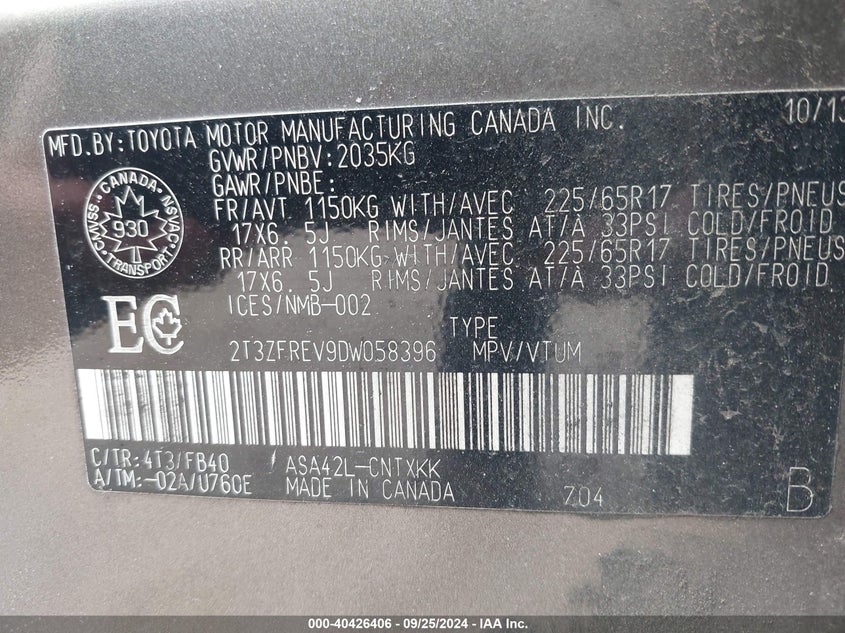 MFD.BY:TOYOTA MOTOR MANUFACTURING CANADA INC. 10/13
GVWR/PNBV:2035KG
GAWR/PNBE:
FR/AVT 1150KG WITH/AVEC 225/65R17 TIRES/PNEUS
17X6.5J RIMS/JANTES AT/À 33PSI COLD/FROID
RR/ARR 1150KG WITH/AVEC 225/65R17 TIRES/PNEUS
17X6.5J RIMS/JANTES AT/À 33PSI COLD/FROID
ICES/NMB-002
CANADA
CMVSS NSVAC
930
TRANSPORT
EC
TYPE
2T3ZFREV9DW058396 MPV/VTUM
C/TR:4T3/FB40 ASA42L-CNTXKK
A/TM:-02A/U760E MADE IN CANADA 704 B
000-40426406 - 09/25/2024 - IAA Inc.